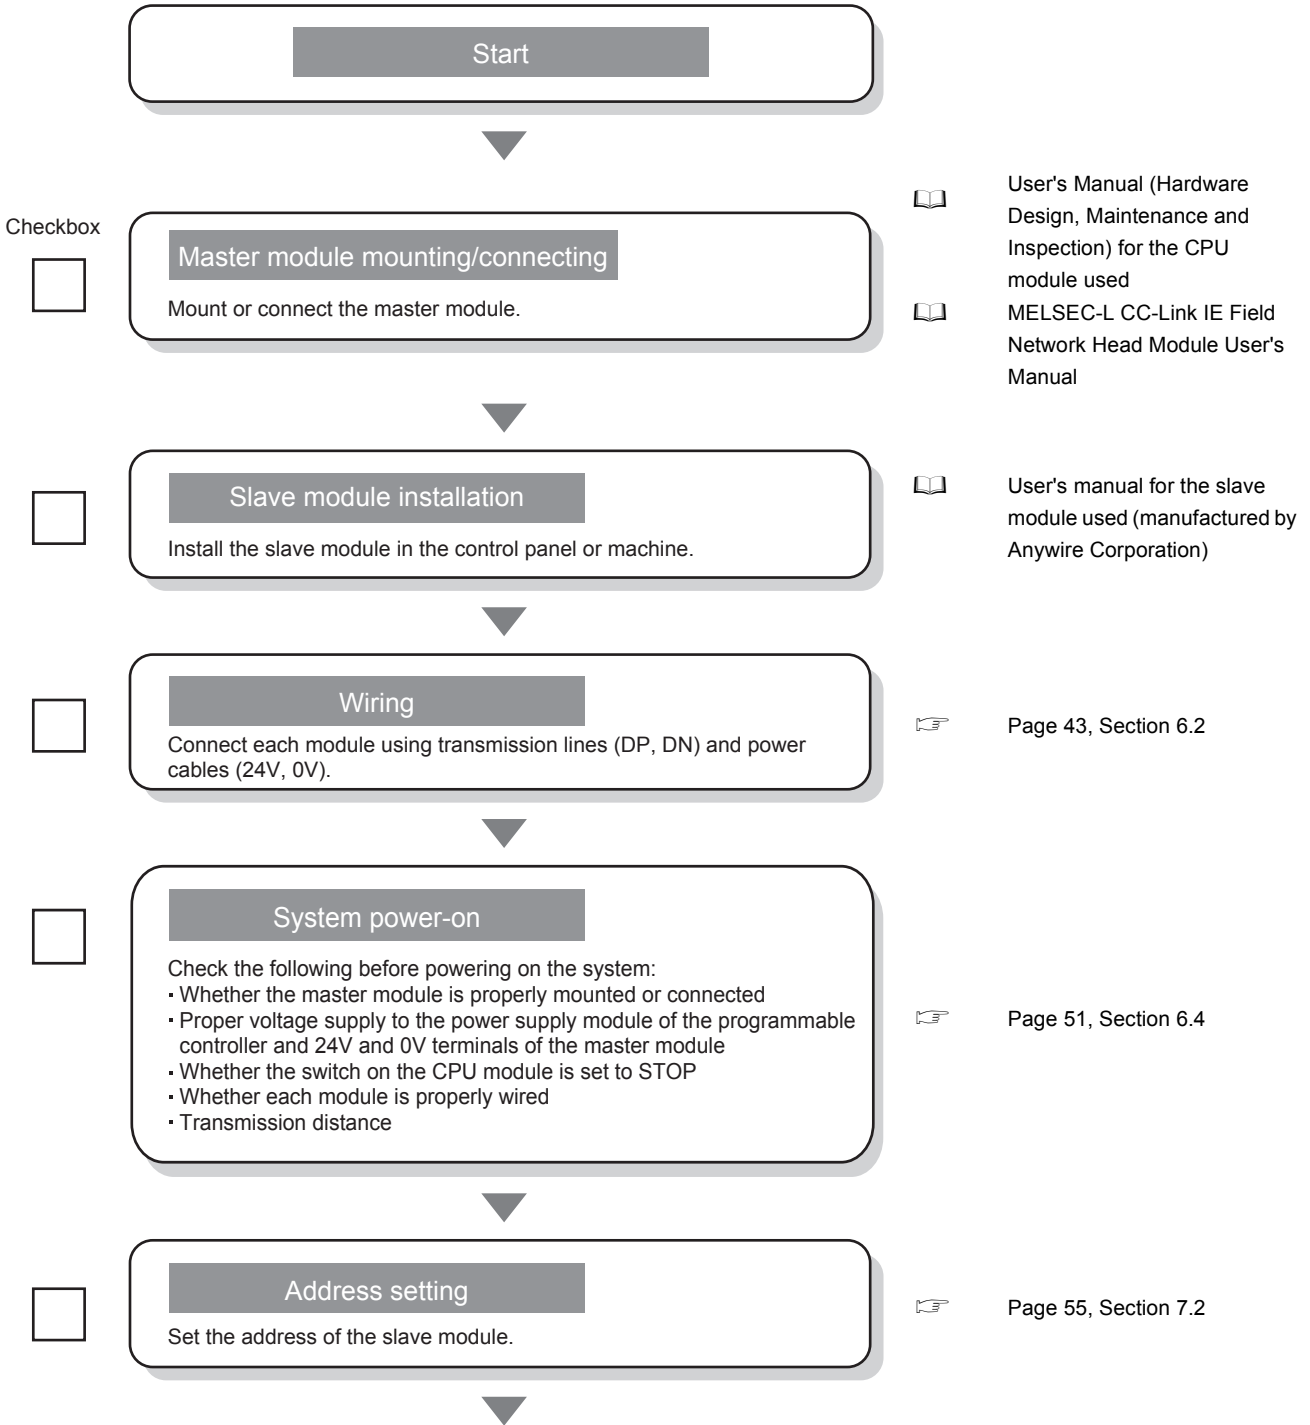 Start
Checkbox
Master module mounting/connecting
Mount or connect the master module.
User's Manual (Hardware
Design, Maintenance and
Inspection) for the CPU
module used
MELSEC-L CC-Link IE Field
Network Head Module User's
Manual
Slave module installation
Install the slave module in the control panel or machine.
User's manual for the slave
module used (manufactured by
Anywire Corporation)
Wiring
Connect each module using transmission lines (DP, DN) and power
cables (24V, 0V).
Page 43, Section 6.2
System power-on
Check the following before powering on the system:
· Whether the master module is properly mounted or connected
· Proper voltage supply to the power supply module of the programmable
controller and 24V and 0V terminals of the master module
· Whether the switch on the CPU module is set to STOP
· Whether each module is properly wired
· Transmission distance
Page 51, Section 6.4
Address setting
Set the address of the slave module.
Page 55, Section 7.2